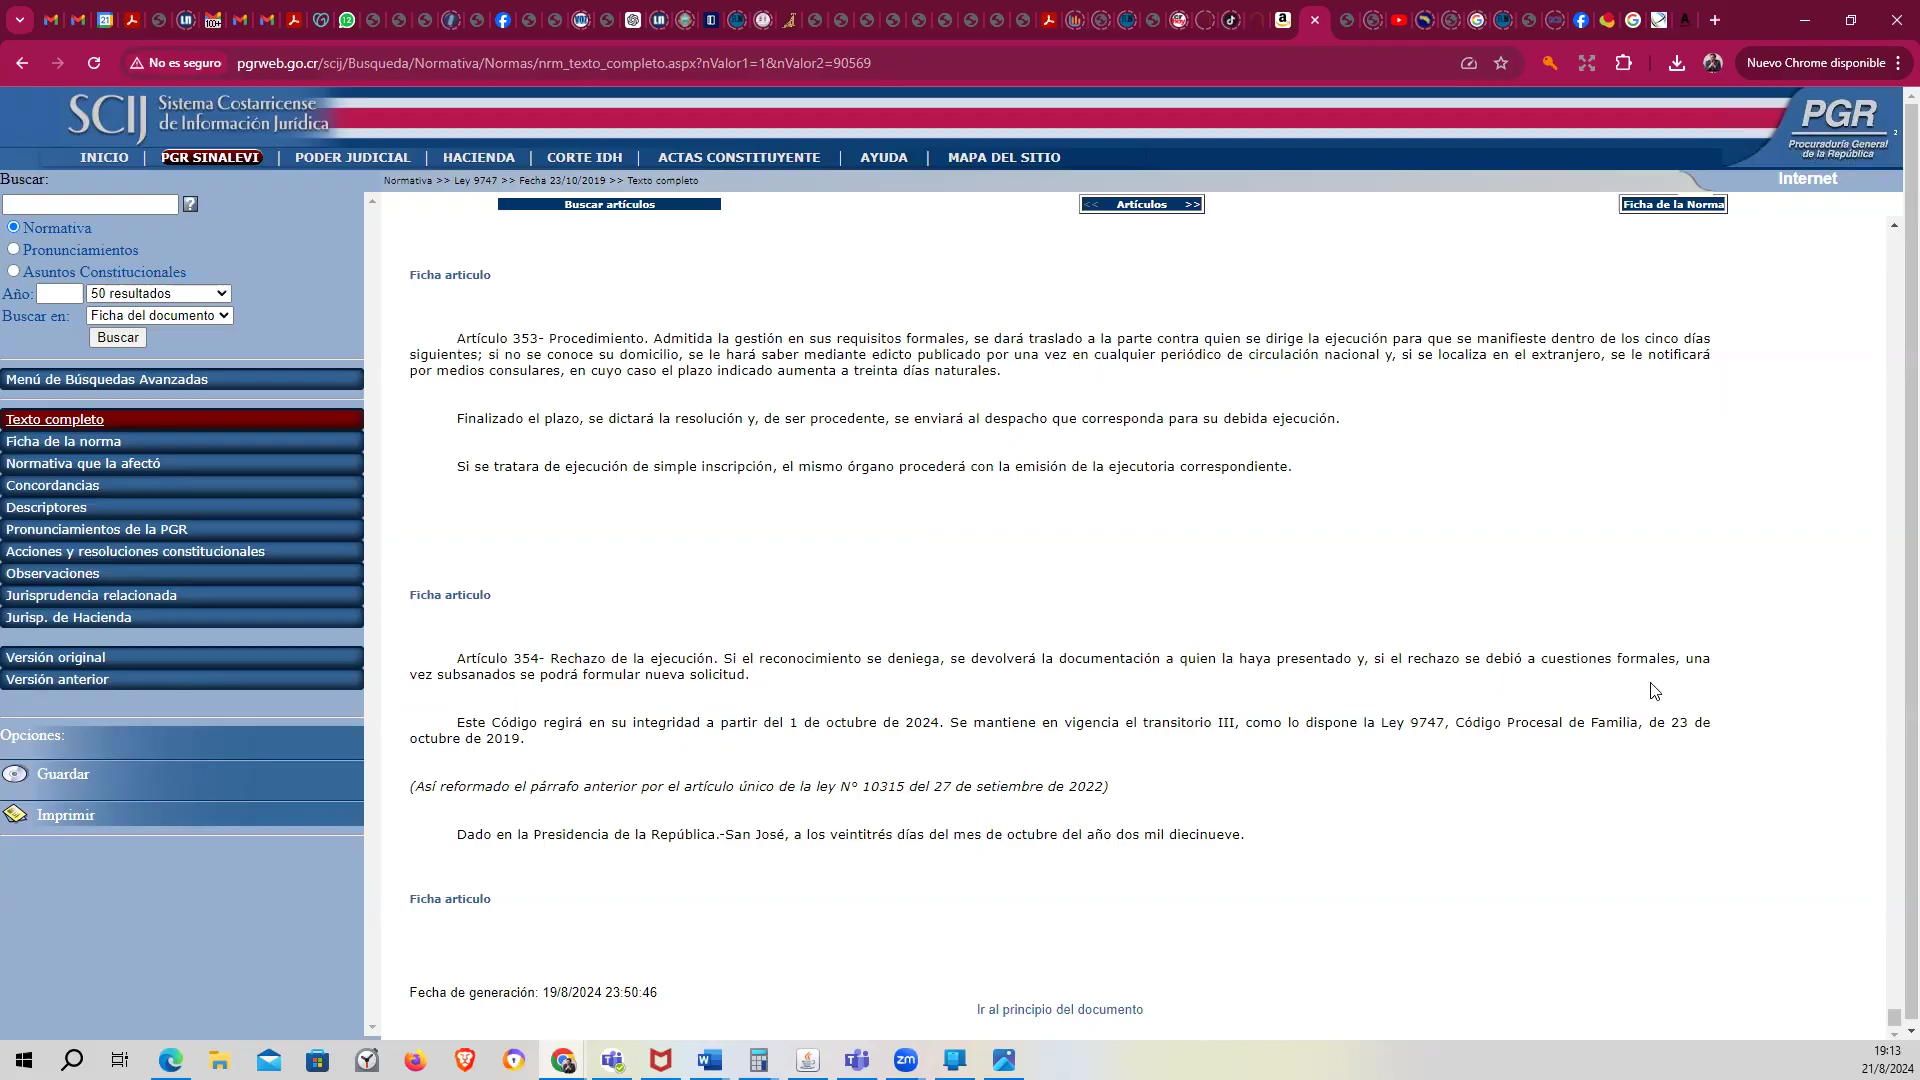 100+
No es seguro pgrweb.go.cr/scij/Busqueda/Normativa/Normas/nrm_texto_completo.aspx?nValor1=1&nValor2=90569
Nuevo Chrome disponible
SCIJ Sistema Costarricense
de Información Jurídica
PGR
Procuraduría General
de la República
INICIO | PGR SINALEVI | PODER JUDICIAL | HACIENDA | CORTE IDH | ACTAS CONSTITUYENTE | AYUDA | MAPA DEL SITIO
Internet
Normativa >> Ley 9747 >> Fecha 23/10/2019 >> Texto completo
Buscar artículos
<< Artículos >>
Ficha de la Norma
Buscar:
Normativa
Pronunciamientos
Asuntos Constitucionales
Año: 50 resultados
Buscar en: Ficha del documento
Buscar
Menú de Búsquedas Avanzadas
Texto completo
Ficha de la norma
Normativa que la afectó
Concordancias
Descriptores
Pronunciamientos de la PGR
Acciones y resoluciones constitucionales
Observaciones
Jurisprudencia relacionada
Jurisp. de Hacienda
Versión original
Versión anterior
Opciones:
Guardar
Imprimir
Ficha articulo
Artículo 353- Procedimiento. Admitida la gestión en sus requisitos formales, se dará traslado a la parte contra quien se dirige la ejecución para que se manifieste dentro de los cinco días
siguientes; si no se conoce su domicilio, se le hará saber mediante edicto publicado por una vez en cualquier periódico de circulación nacional y, si se localiza en el extranjero, se le notificará
por medios consulares, en cuyo caso el plazo indicado aumenta a treinta días naturales.
Finalizado el plazo, se dictará la resolución y, de ser procedente, se enviará al despacho que corresponda para su debida ejecución.
Si se tratara de ejecución de simple inscripción, el mismo órgano procederá con la emisión de la ejecutoria correspondiente.
Ficha articulo
Artículo 354- Rechazo de la ejecución. Si el reconocimiento se deniega, se devolverá la documentación a quien la haya presentado y, si el rechazo se debió a cuestiones formales, una
vez subsanados se podrá formular nueva solicitud.
Este Código regirá en su integridad a partir del 1 de octubre de 2024. Se mantiene en vigencia el transitorio III, como lo dispone la Ley 9747, Código Procesal de Familia, de 23 de
octubre de 2019.
(Así reformado el párrafo anterior por el artículo único de la ley N° 10315 del 27 de setiembre de 2022)
Dado en la Presidencia de la República.-San José, a los veintitrés días del mes de octubre del año dos mil diecinueve.
Ficha articulo
Fecha de generación: 19/8/2024 23:50:46
Ir al principio del documento
19:13
21/8/2024